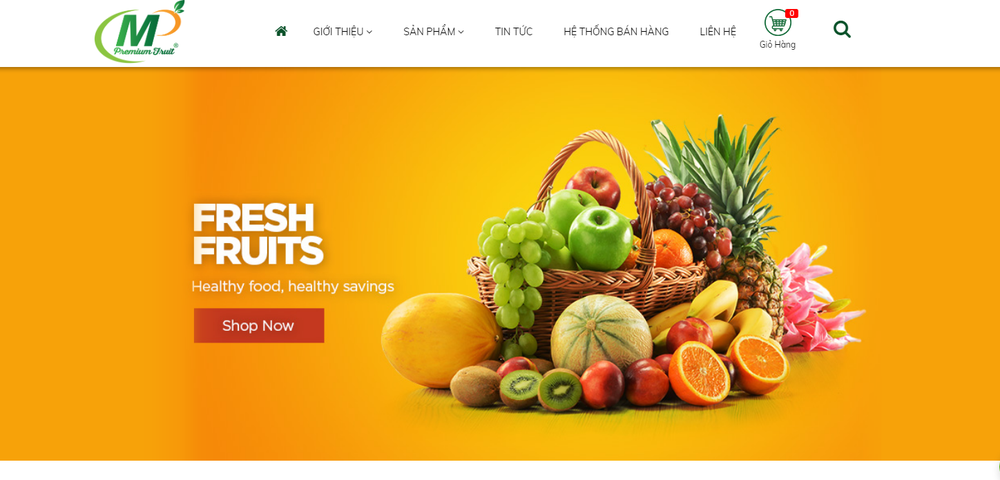 M
Premium Fruit
®
GIỚI THIỆU
SẢN PHẨM
TIN TỨC
HỆ THỐNG BÁN HÀNG
LIÊN HỆ
0
Giỏ Hàng
FRESH
FRUITS
Healthy food, healthy savings
Shop Now